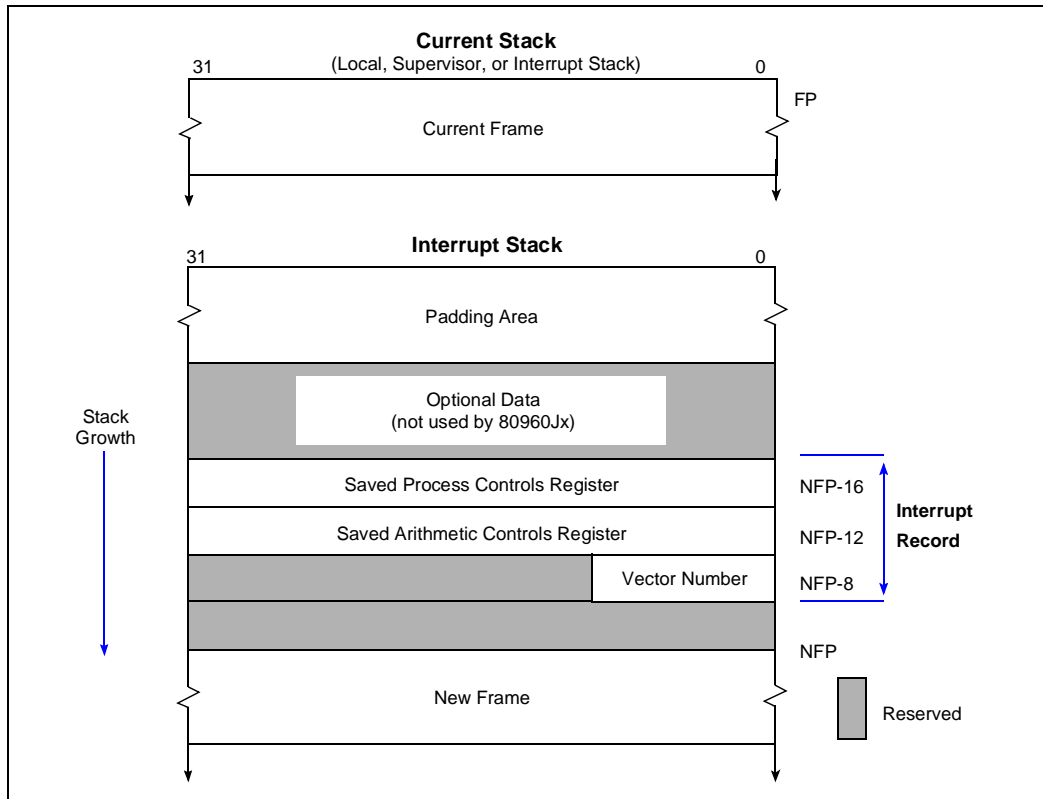 Current Stack
(Local, Supervisor, or Interrupt Stack)
31
0
FP
Current Frame
Interrupt Stack
31
0
Padding Area
Optional Data
(not used by 80960Jx)
Stack
Growth
Saved Process Controls Register
NFP-16
Interrupt
Record
Saved Arithmetic Controls Register
NFP-12
Vector Number
NFP-8
NFP
New Frame
Reserved